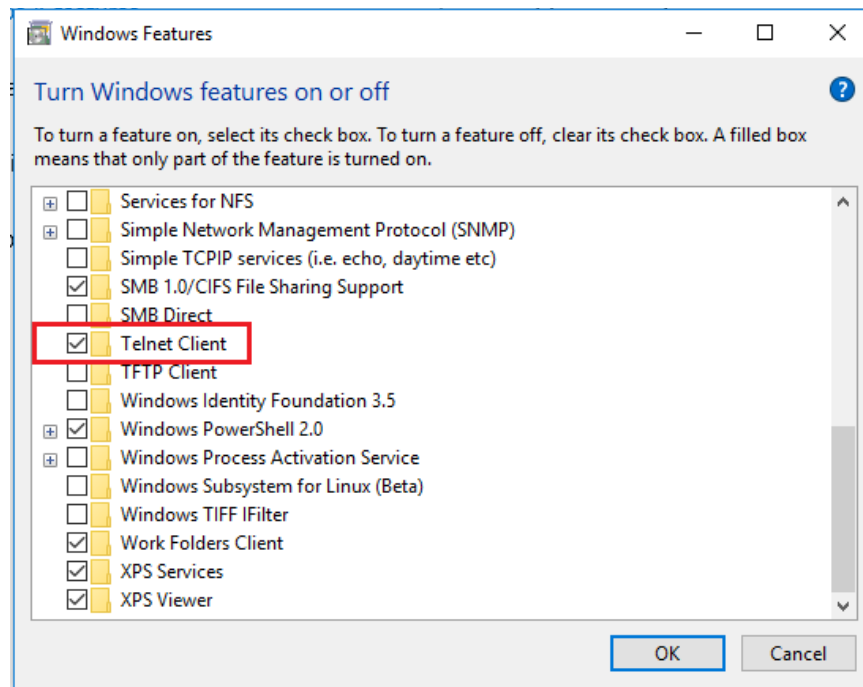 Windows Features
Turn Windows features on or off
?
To turn a feature on, select its check box. To turn a feature off, clear its check box. A filled box
means that only part of the feature is turned on.
Services for NFS
Simple Network Management Protocol (SNMP)
Simple TCPIP services (i.e. echo, daytime etc)
SMB 1.0/CIFS File Sharing Support
SMB Direct
Telnet Client
TFTP Client
Windows Identity Foundation 3.5
Windows PowerShell 2.0
Windows Process Activation Service
Windows Subsystem for Linux (Beta)
Windows TIFF IFilter
Work Folders Client
XPS Services
XPS Viewer
OK
Cancel